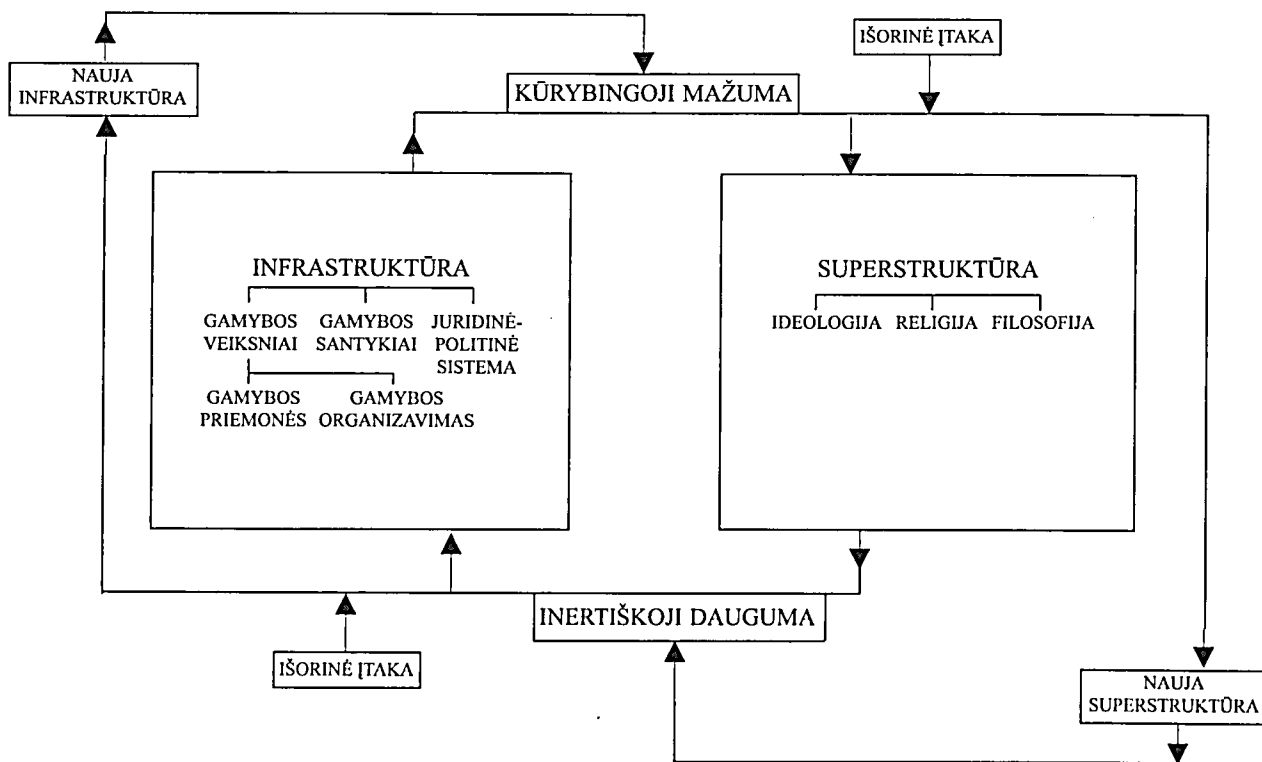 IŠORINĖ ĮTAKA
NAUJA
INFRASTRUKTŪRA
KŪRYBINGOJI MAŽUMA
INFRASTRUKTŪRA
GAMYBOS
VEIKSNIAI
GAMYBOS
SANTYKIAI
JURIDINĖ-
POLITINĖ
SISTEMA
GAMYBOS
PRIEMONĖS
GAMYBOS
ORGANIZAVIMAS
SUPERSTRUKTŪRA
IDEOLOGIJA RELIGIJA FILOSOFIJA
INERTIŠKOJI DAUGUMA
IŠORINĖ ĮTAKA
NAUJA
SUPERSTRUKTŪRA